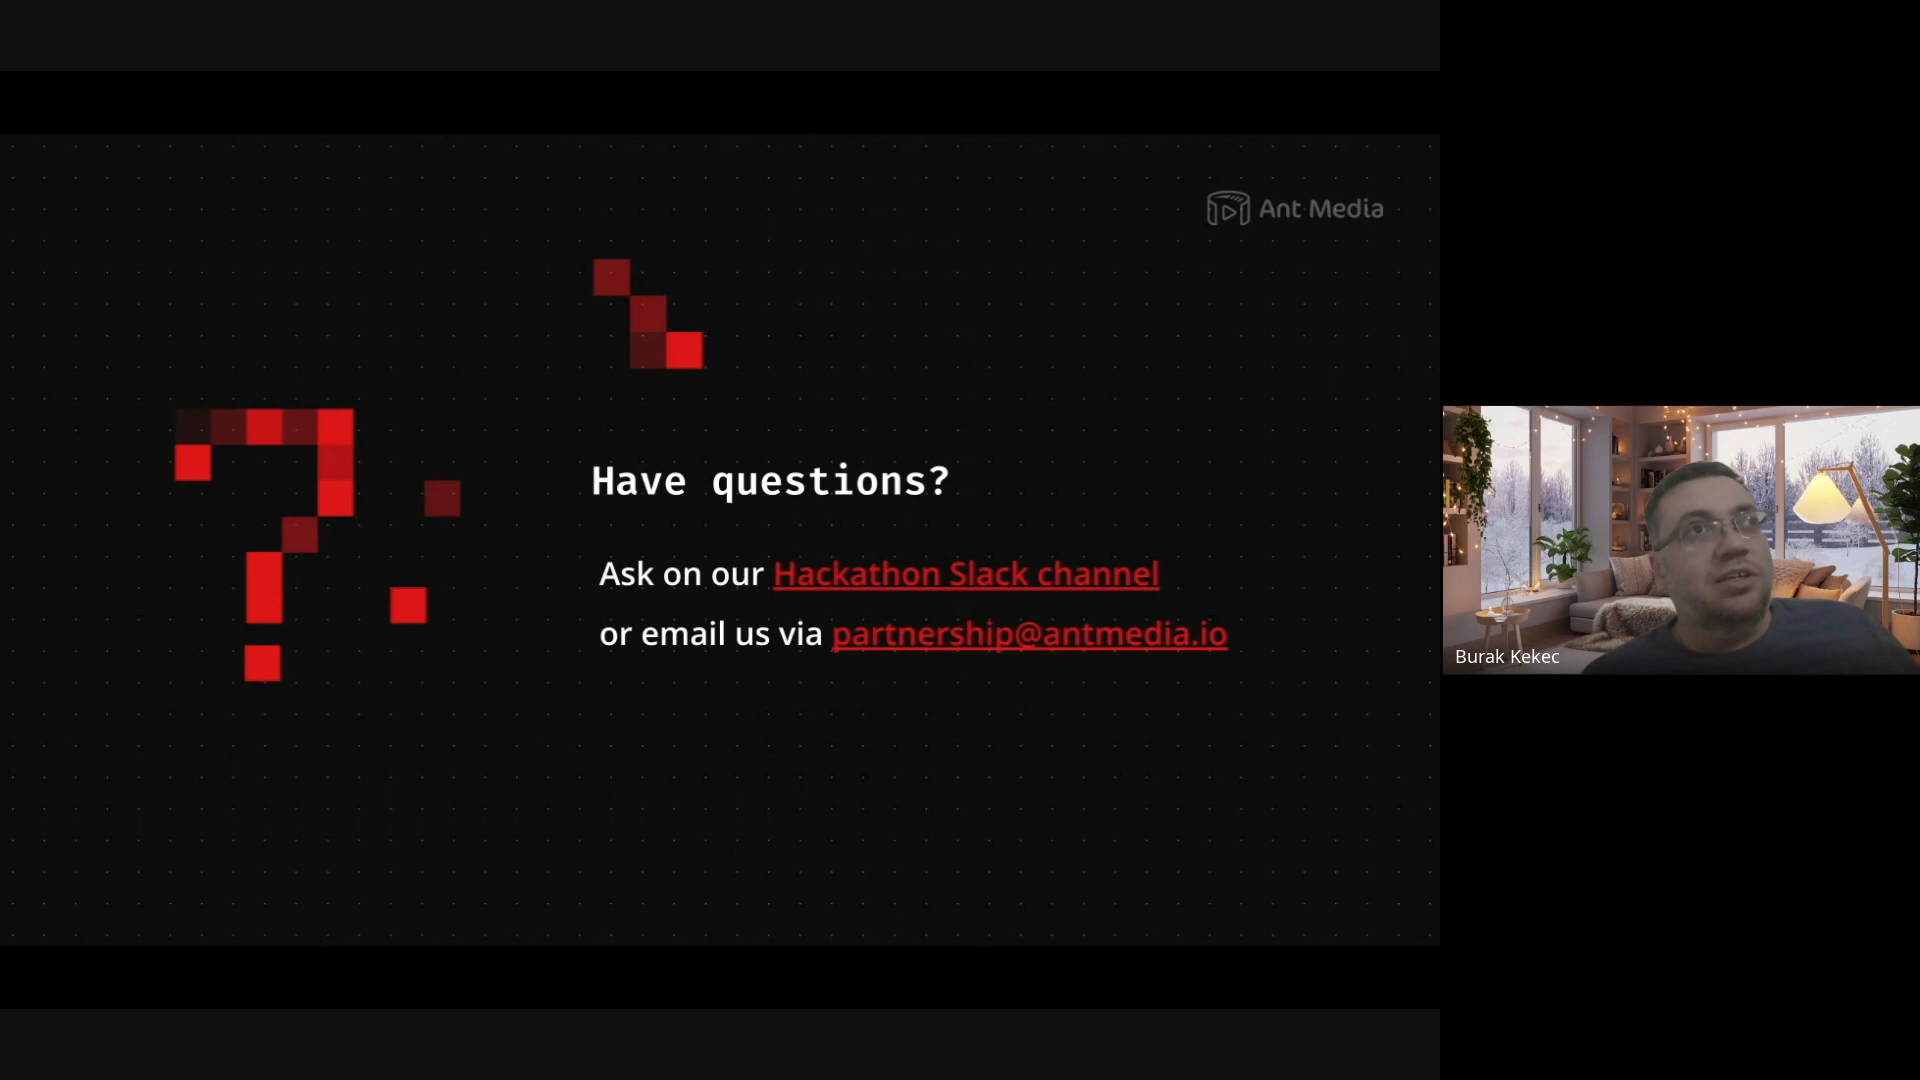 Ant Media
Have questions?
Ask on our Hackathon Slack channel
or email us via partnership@antmedia.io
Burak Kekec